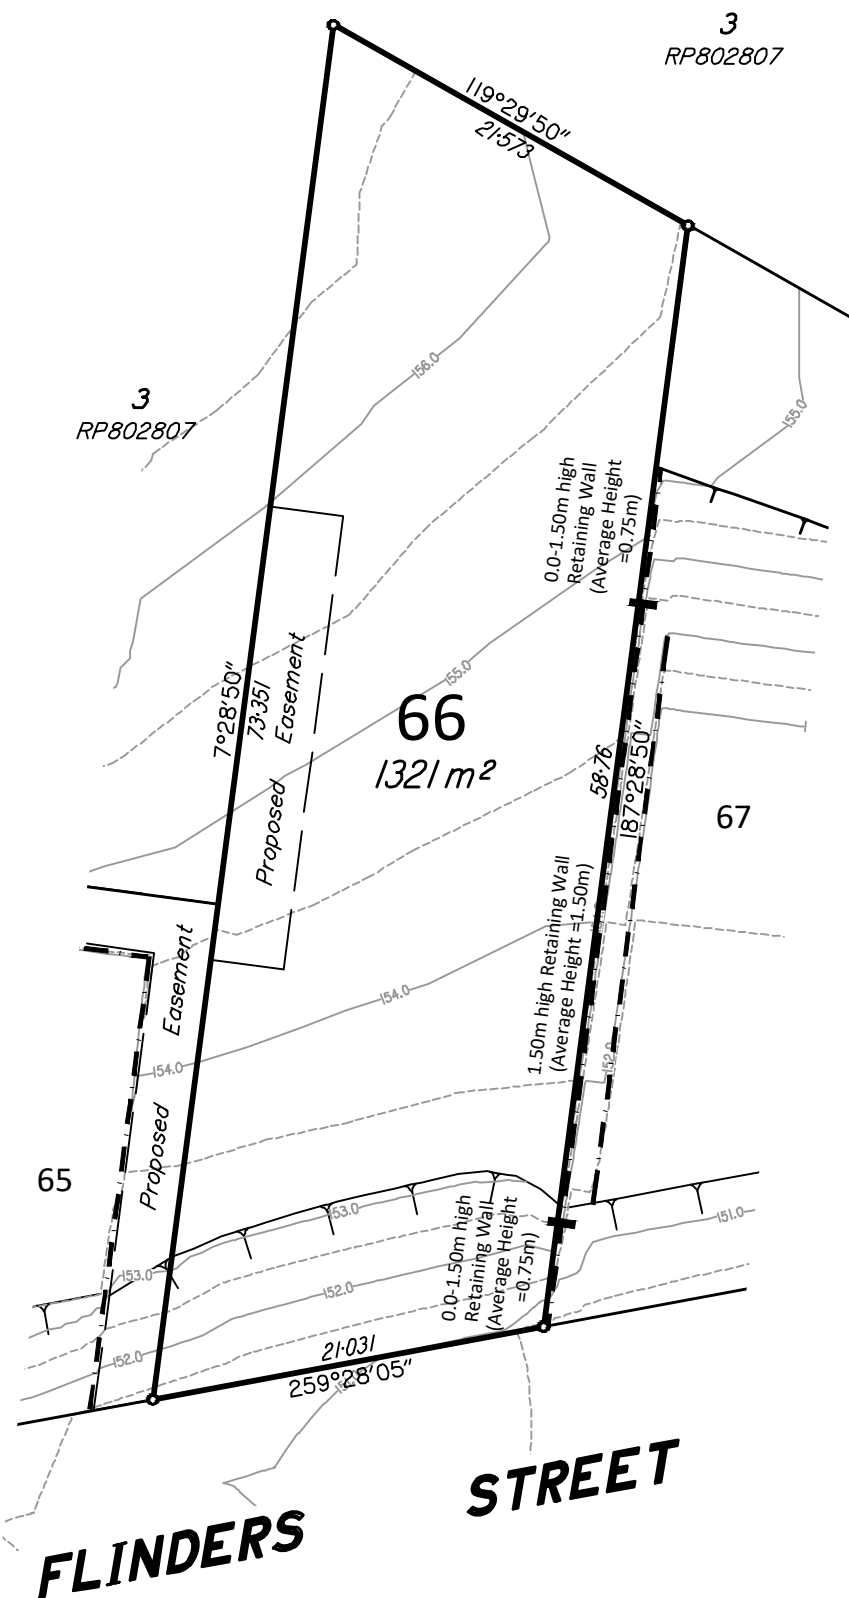 3
RP802807
119°29'50"
21·573
156.0
3
RP802807
155.0
0.0-1.50m high
Retaining Wall
(Average Height
=0.75m)
7°28'50"
73·351
Proposed Easement
155.0
66
1321 m²
58·76
187°28'50"
67
1.50m high Retaining Wall
(Average Height =1.50m)
Proposed Easement
154.0
154.0
152.0
65
153.0
153.0
0.0-1.50m high
Retaining Wall
(Average Height
=0.75m)
151.0
152.0
152.0
21·031
259°28'05"
FLINDERS STREET